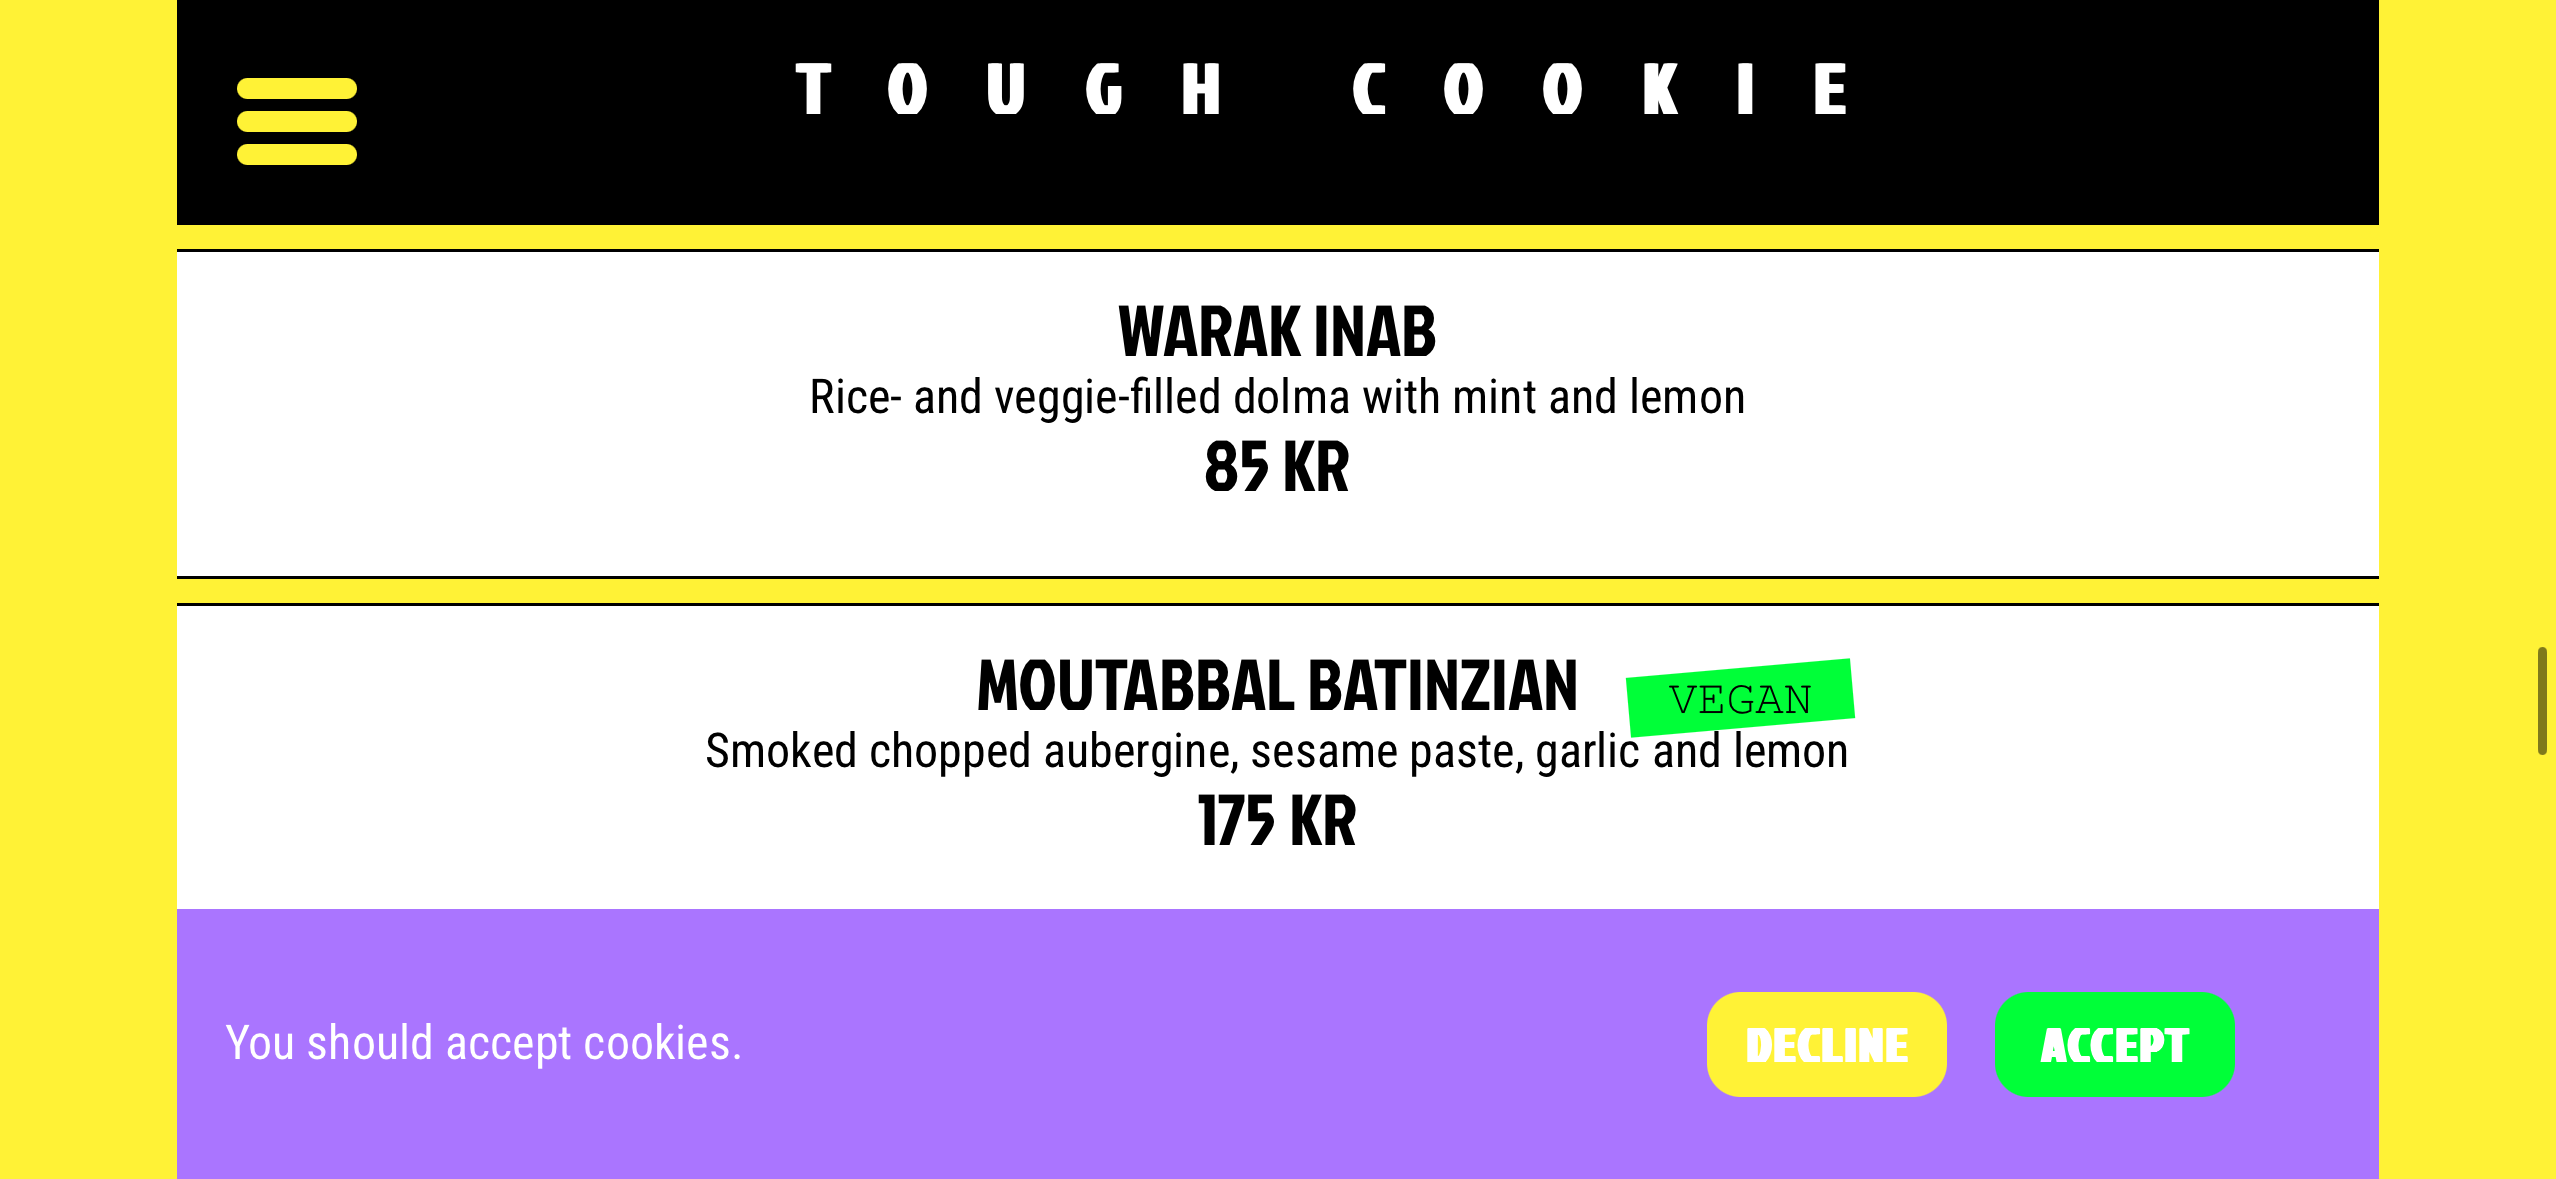 TOUGH COOKIE
WARAK INAB
Rice- and veggie-filled dolma with mint and lemon
85 KR
MOUTABBAL BATINZIAN VEGAN
Smoked chopped aubergine, sesame paste, garlic and lemon
175 KR
You should accept cookies. DECLINE ACCEPT